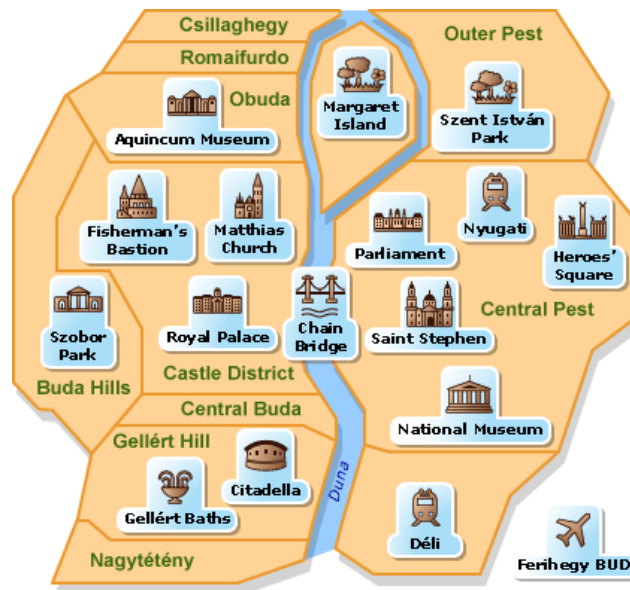 Csillaghegy
Outer Pest
Romaifurdo
Obuda
Margaret
Island
Szent István
Park
Aquincum Museum
Fisherman's
Bastion
Matthias
Church
Parliament
Nyugati
Heroes'
Square
Szobor
Park
Royal Palace
Chain
Bridge
Saint Stephen
Central Pest
Buda Hills
Castle District
Central Buda
National Museum
Gellért Hill
Citadella
Gellért Baths
Duna
Déli
Nagytétény
Ferihegy BUD